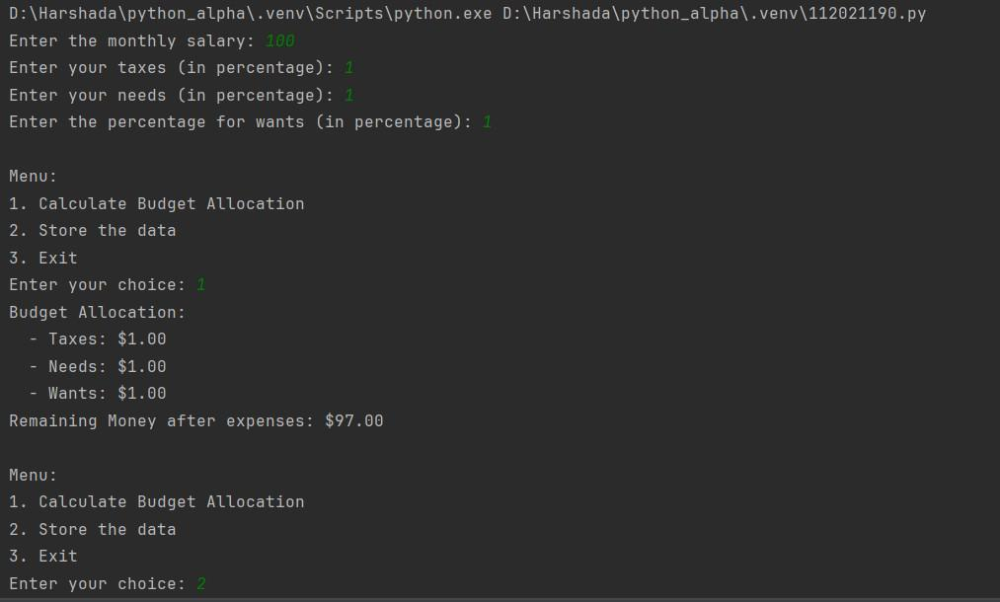 D:\Harshada\python_alpha\.venv\Scripts\python.exe D:\Harshada\python_alpha\.venv\112021190.py
Enter the monthly salary: 100
Enter your taxes (in percentage): 1
Enter your needs (in percentage): 1
Enter the percentage for wants (in percentage): 1
Menu:
1. Calculate Budget Allocation
2. Store the data
3. Exit
Enter your choice: 1
Budget Allocation:
- Taxes: $1.00
- Needs: $1.00
- Wants: $1.00
Remaining Money after expenses: $97.00
Menu:
1. Calculate Budget Allocation
2. Store the data
3. Exit
Enter your choice: 2